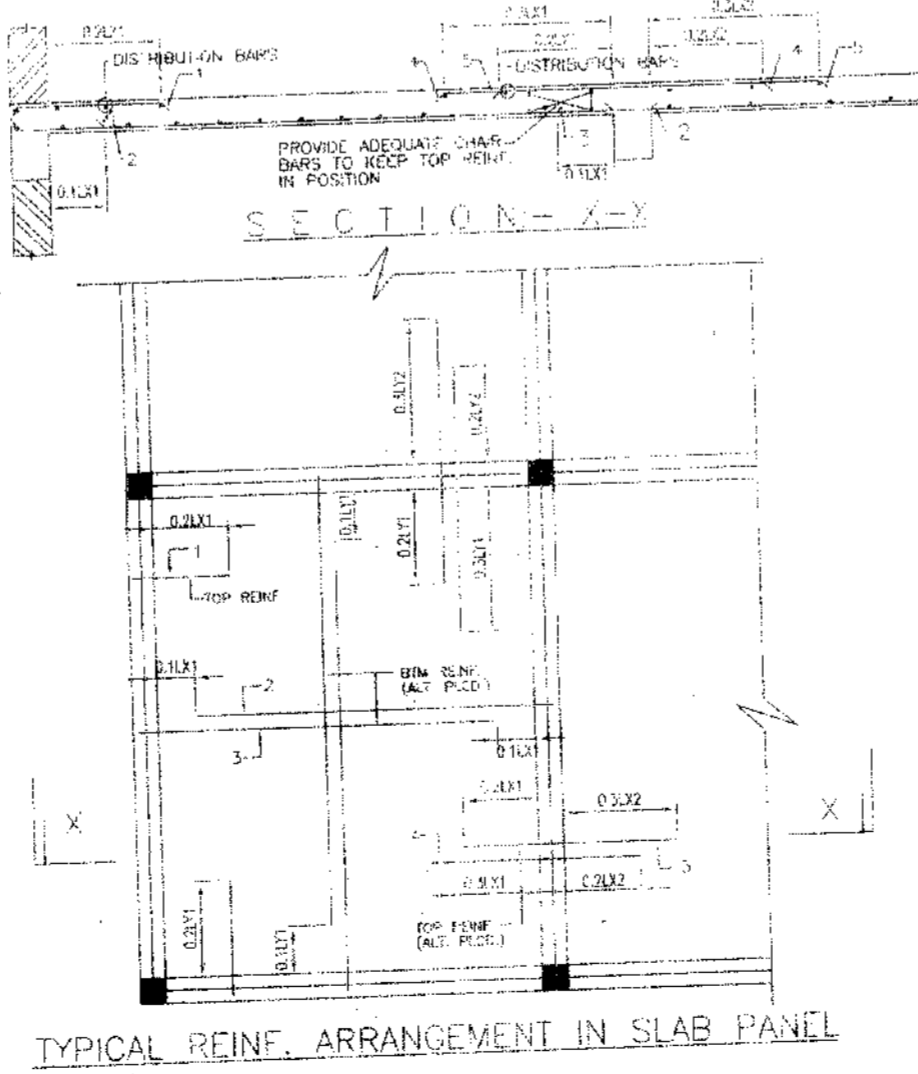 0.2LX1
0.3LX1
0.3LX2
0.2LX2
DISTRIBUTION BARS
1
4
5
DISTRIBUTION BARS
4
5
2
3
2
PROVIDE ADEQUATE CHAIR
BARS TO KEEP TOP REINF.
IN POSITION
0.1LX1
0.1LX1
SECTION-X-X
0.3LY2
0.2LY2
0.2LX1
0.1LY1
0.2LY1
0.3LY1
1
TOP REINF
0.1LX1
2
BTM REINF.
(ALT. PLCD.)
3
0.1LX1
0.2LX1
0.3LX2
X
X
4
5
0.3LX1
0.2LX2
0.2LY1
0.1LY1
TOP REINF
(ALT. PLCD.)
TYPICAL REINF. ARRANGEMENT IN SLAB PANEL